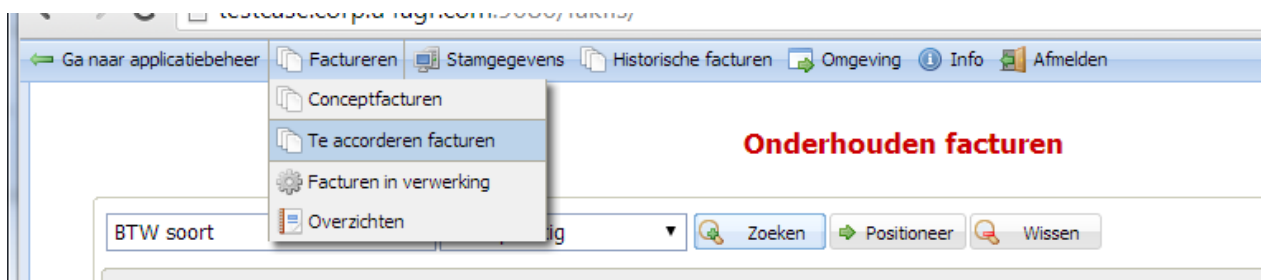 Ga naar applicatiebeheer Factureren Stamgegevens Historische facturen Omgeving Info Afmelden
Conceptfacturen
Te accorderen facturen
Onderhouden facturen
Facturen in verwerking
Overzichten
BTW soort Zoeken Positioneer Wissen